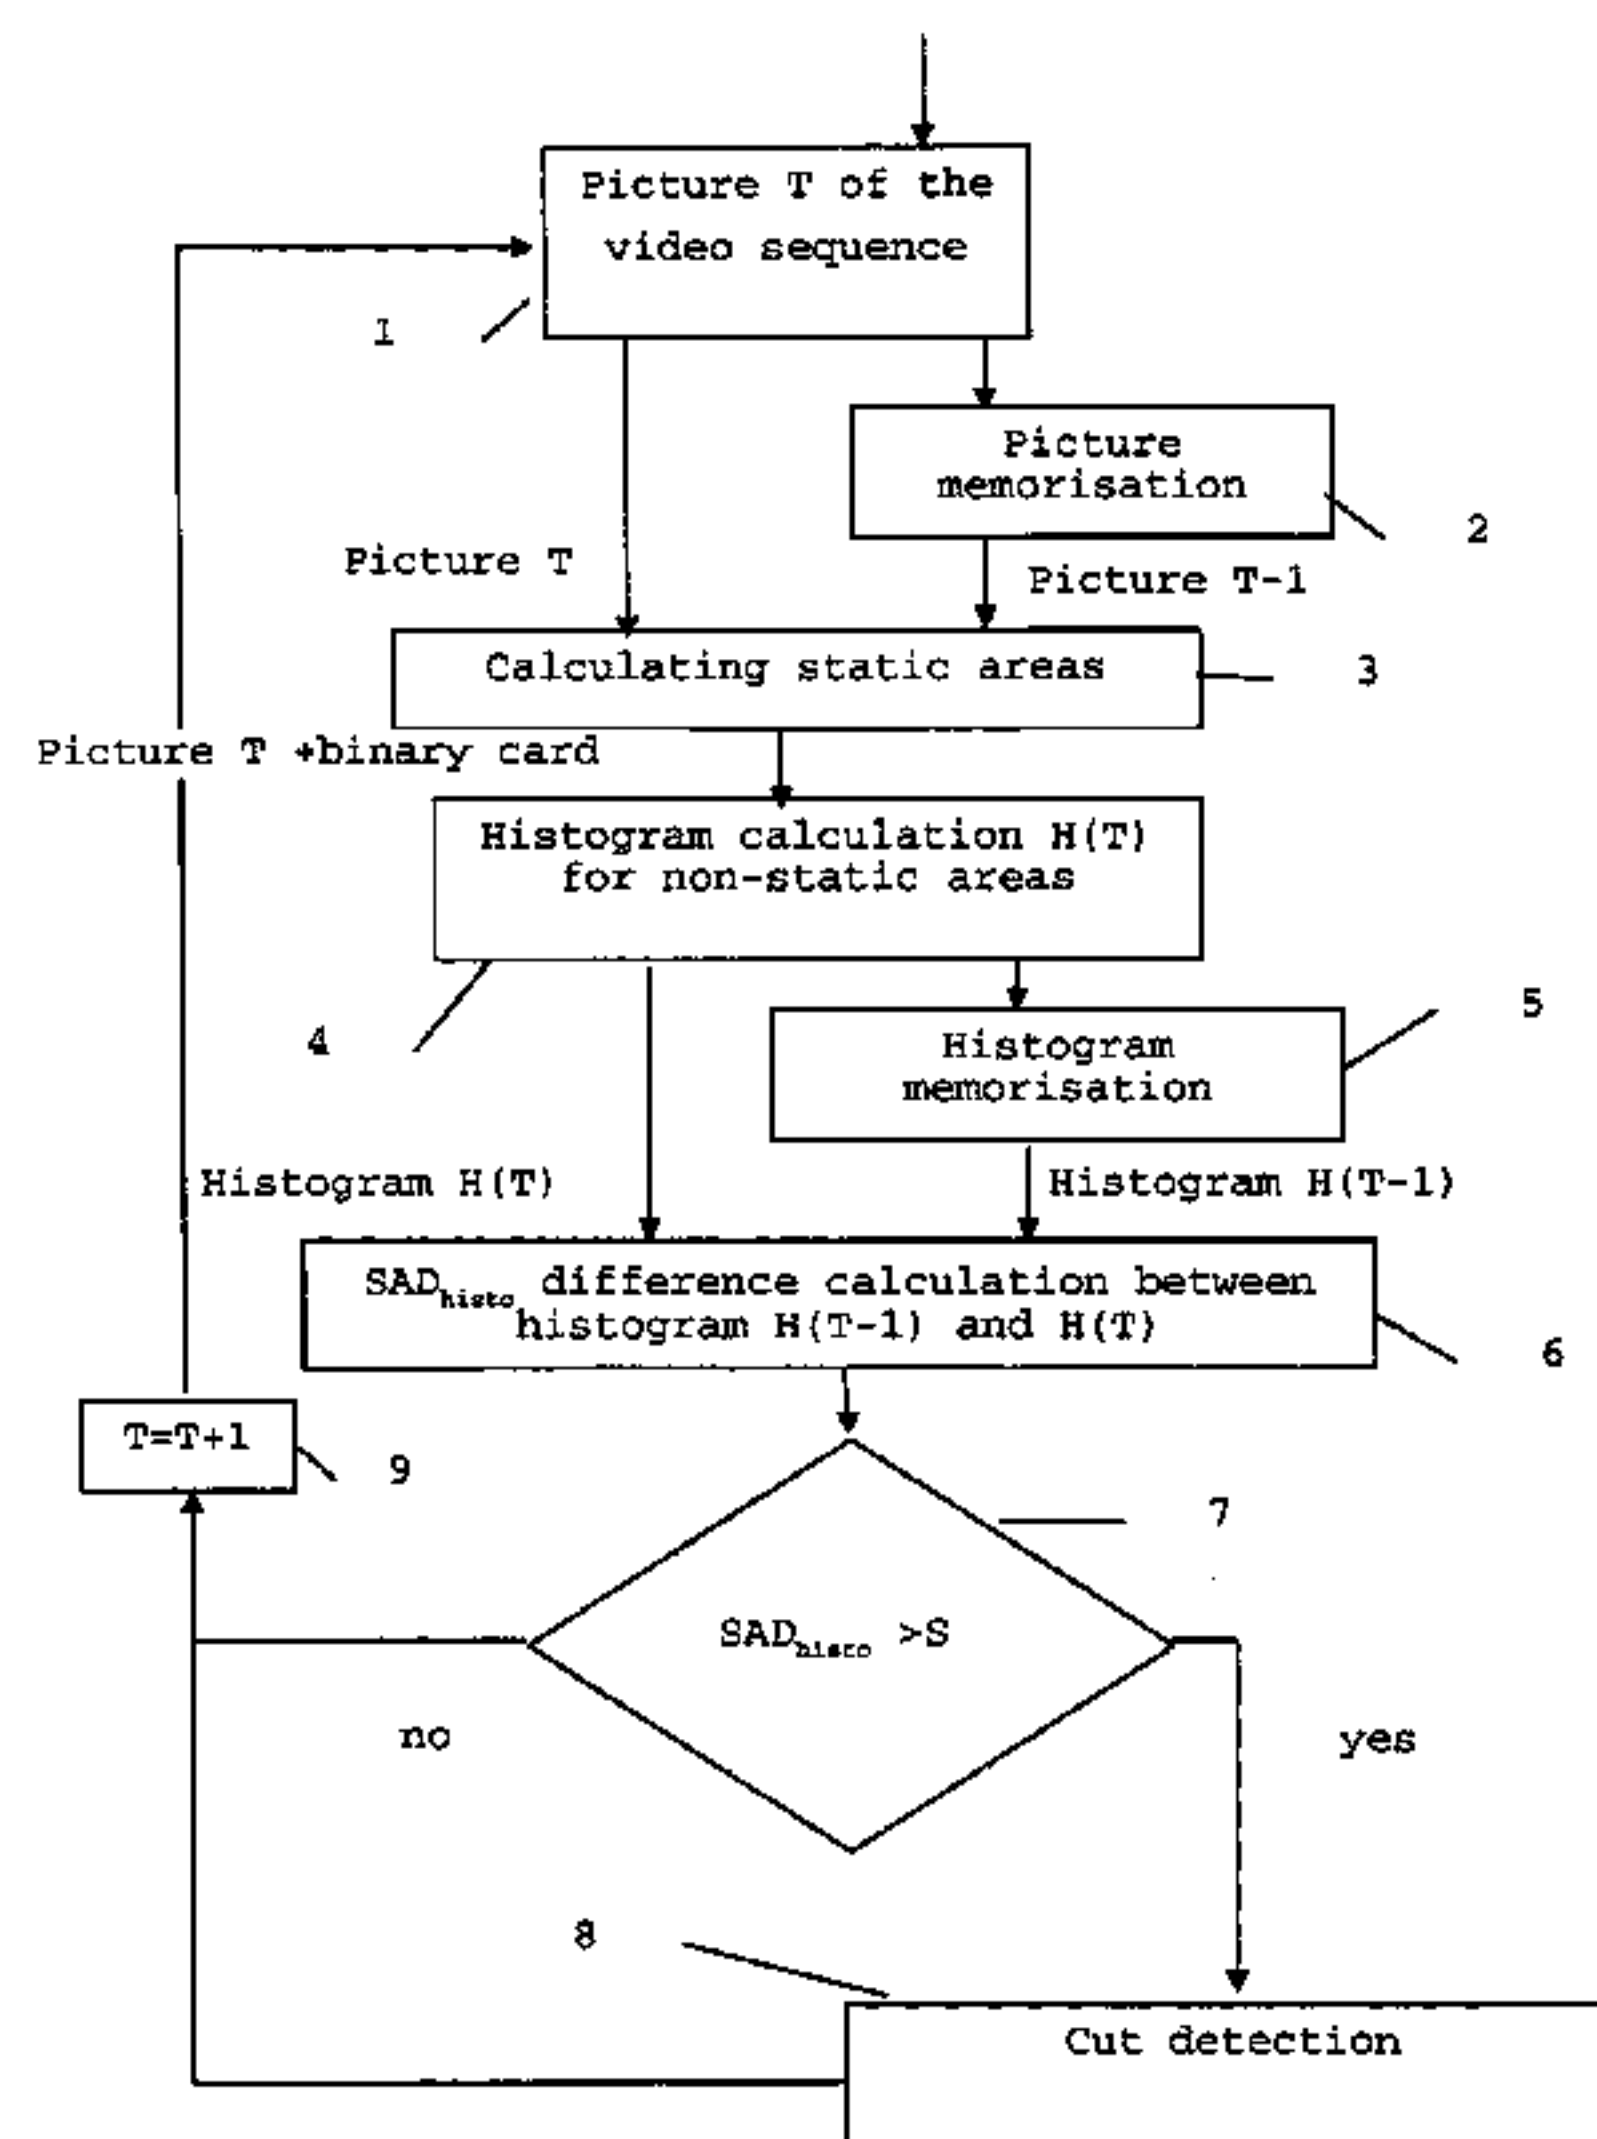 Picture T of the
video sequence
1
Picture
memorisation
2
Picture T
Picture T-1
Calculating static areas
3
Picture T +binary card
Histogram calculation H(T)
for non-static areas
4
5
Histogram
memorisation
Histogram H(T)
Histogram H(T-1)
SADhisto difference calculation between
histogram H(T-1) and H(T)
6
T=T+1
9
7
SADhisto >S
no
yes
8
Cut detection